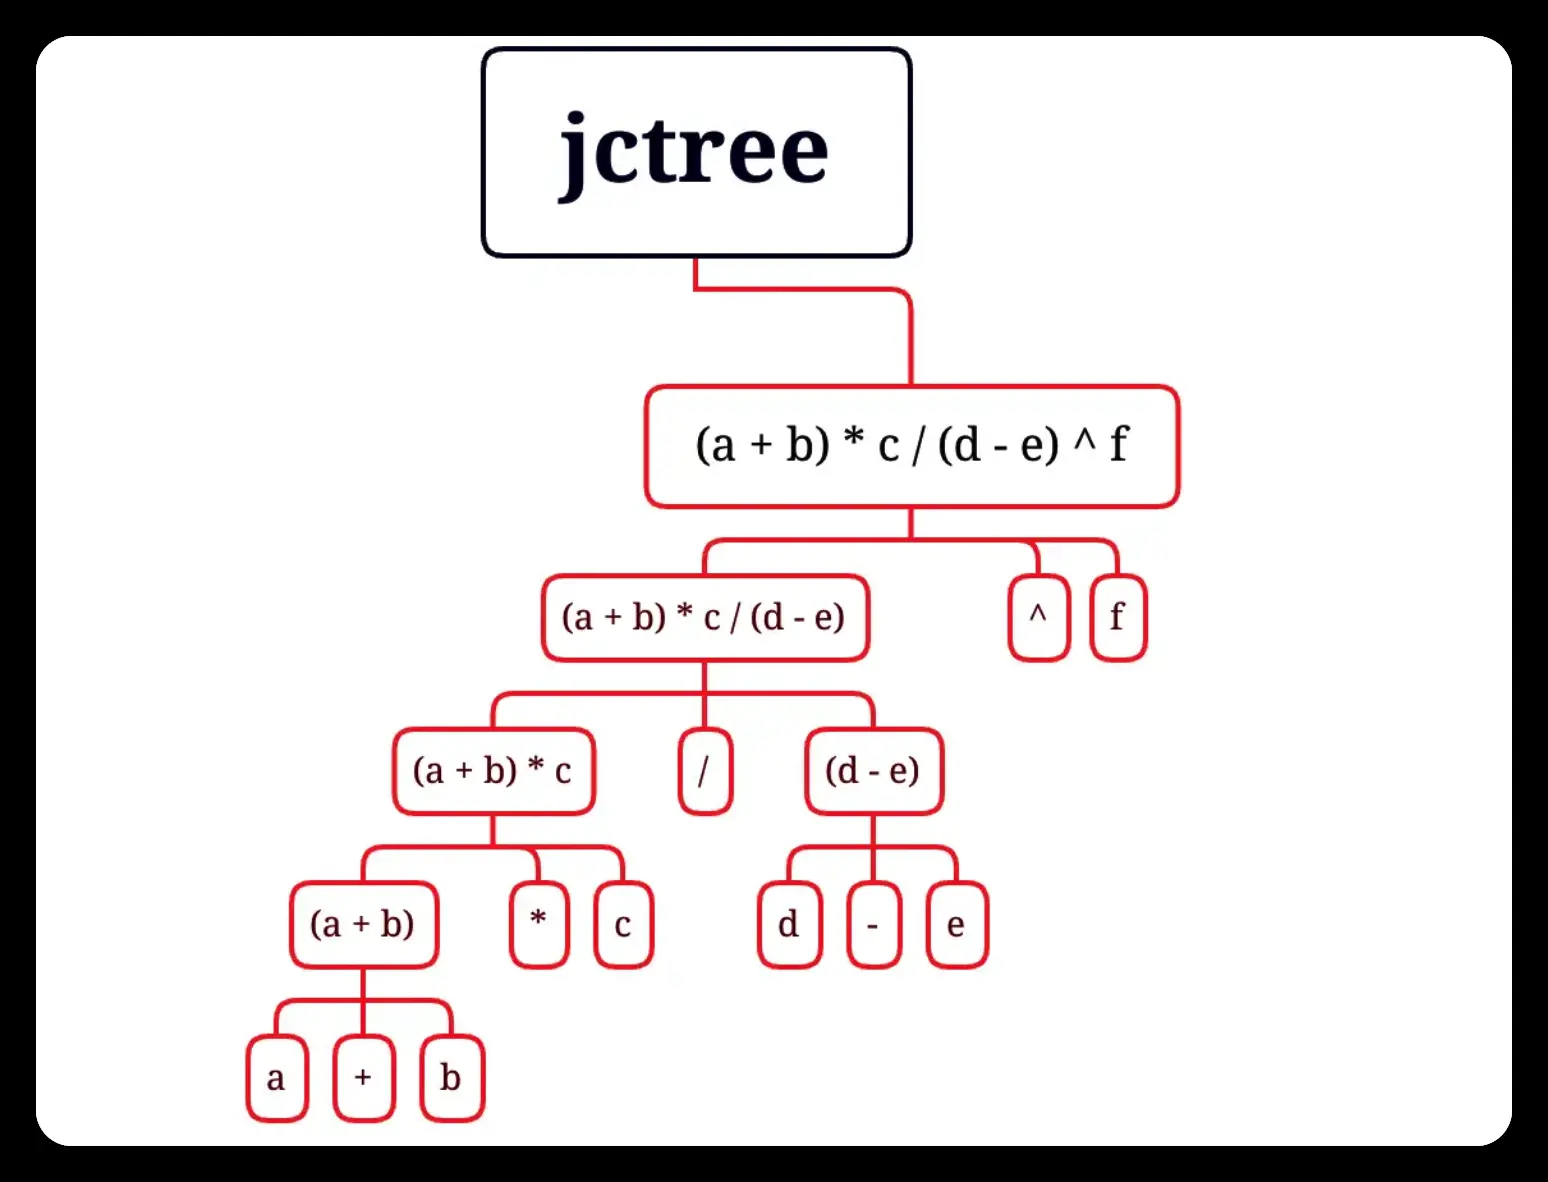 jctree
(a + b) * c / (d - e) ^ f
(a + b) * c / (d - e)
^
f
(a + b) * c
/
(d - e)
(a + b)
*
c
d
-
e
a
+
b